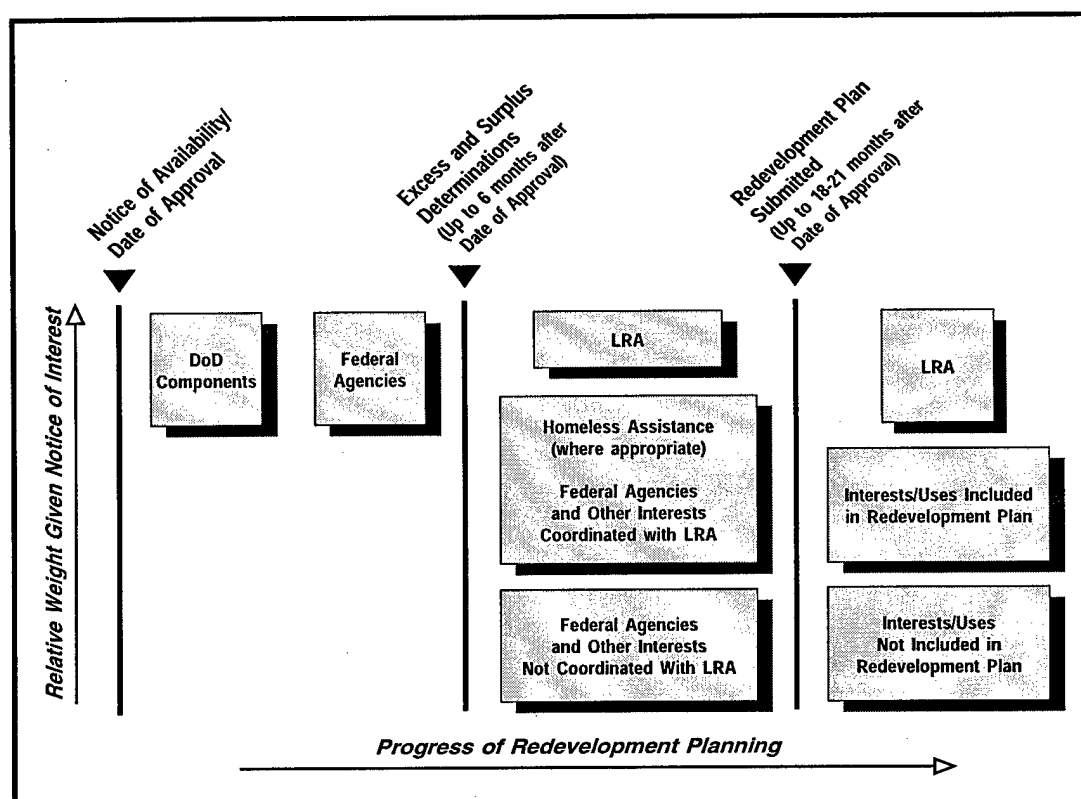 Notice of Availability/
Date of Approval
Excess and Surplus
Determinations
(Up to 6 months after
Date of Approval)
Redevelopment Plan
Submitted
(Up to 18-21 months after
Date of Approval)
Relative Weight Given Notice of Interest
DoD
Components
Federal
Agencies
LRA
Homeless Assistance
(where appropriate)
Federal Agencies
and Other Interests
Coordinated with LRA
Federal Agencies
and Other Interests
Not Coordinated With LRA
LRA
Interests/Uses Included
in Redevelopment Plan
Interests/Uses
Not Included in
Redevelopment Plan
Progress of Redevelopment Planning